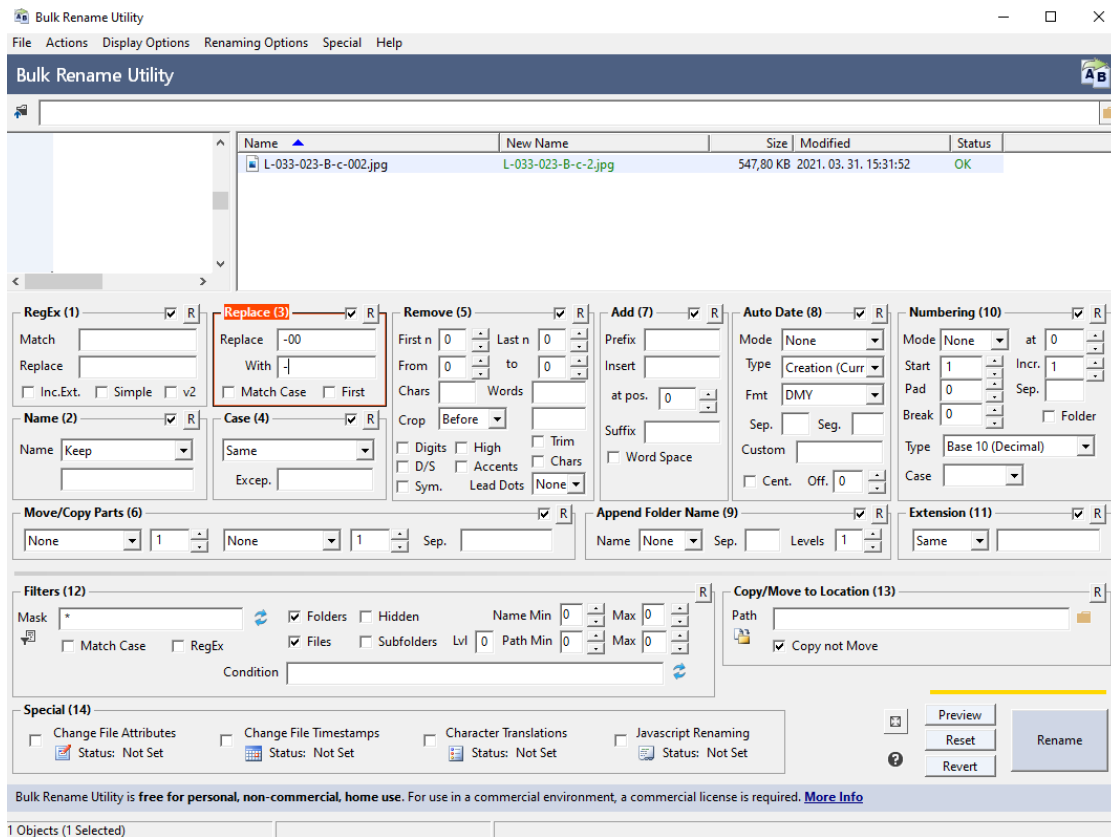 Bulk Rename Utility
File Actions Display Options Renaming Options Special Help
Bulk Rename Utility
AB
Name New Name Size Modified Status
L-033-023-B-c-002.jpg L-033-023-B-c-2.jpg 547,80 KB 2021. 03. 31. 15:31:52 OK
RegEx (1) R
Match
Replace
Inc.Ext. Simple v2
Replace (3) R
Replace -00
With -
Match Case First
Remove (5) R
First n 0 Last n 0
From 0 to 0
Chars Words
Crop Before
Digits High Trim
D/S Accents Chars
Sym. Lead Dots None
Add (7) R
Prefix
Insert
at pos. 0
Suffix
Word Space
Auto Date (8) R
Mode None
Type Creation (Curr
Fmt DMY
Sep. Seg.
Custom
Cent. Off. 0
Numbering (10) R
Mode None at 0
Start 1 Incr. 1
Pad 0 Sep.
Break 0 Folder
Type Base 10 (Decimal)
Case
Name (2) R
Name Keep
Case (4) R
Same
Excep.
Move/Copy Parts (6) R
None 1 None 1 Sep.
Append Folder Name (9) R
Name None Sep. Levels 1
Extension (11) R
Same
Filters (12) R
Mask * Folders Hidden Name Min 0 Max 0
Match Case RegEx Files Subfolders Lvl 0 Path Min 0 Max 0
Condition
Copy/Move to Location (13) R
Path
Copy not Move
Special (14)
Change File Attributes
Status: Not Set
Change File Timestamps
Status: Not Set
Character Translations
Status: Not Set
Javascript Renaming
Status: Not Set
Preview
Reset
Revert
Rename
Bulk Rename Utility is free for personal, non-commercial, home use. For use in a commercial environment, a commercial license is required. More Info
1 Objects (1 Selected)